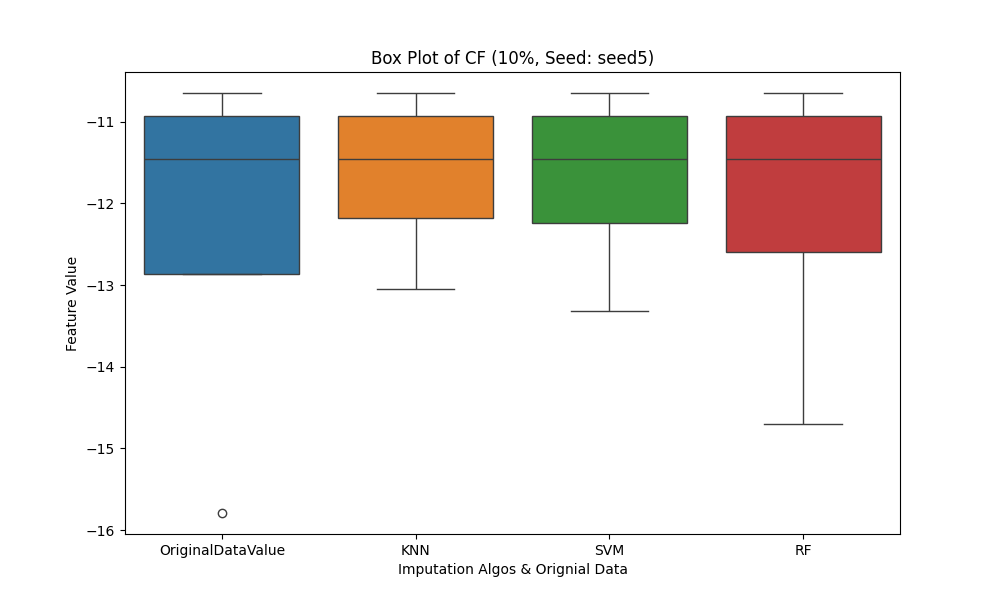 Box Plot of CF (10%, Seed: seed5)
−11
−12
−13
−14
−15
−16
Feature Value
OriginalDataValue KNN SVM RF
Imputation Algos & Orignial Data